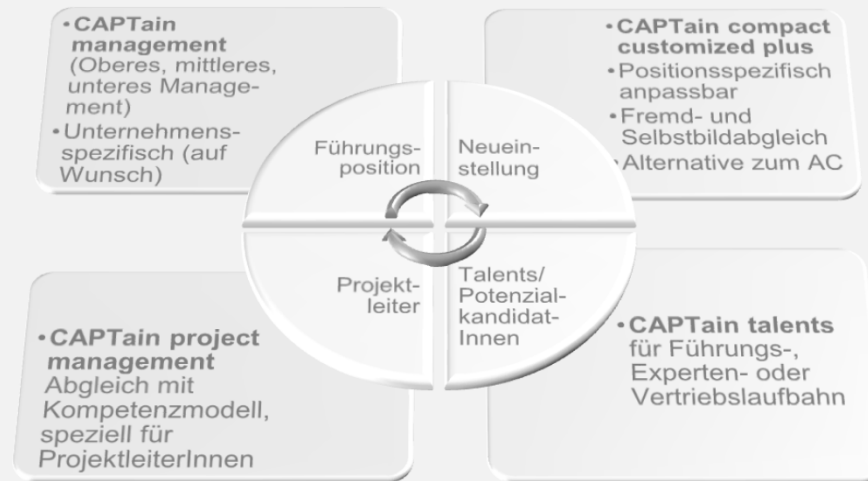 •CAPTain
management
(Oberes, mittleres,
unteres Manage-
ment)
•Unternehmens-
spezifisch (auf
Wunsch)
•CAPTain compact
customized plus
•Positionsspezifisch
anpassbar
•Fremd- und
Selbstbildabgleich
•Alternative zum AC
Führungs-
position
Neuein-
stellung
Projekt-
leiter
Talents/
Potenzial-
kandidat-
Innen
•CAPTain project
management
Abgleich mit
Kompetenzmodell,
speziell für
ProjektleiterInnen
•CAPTain talents
für Führungs-,
Experten- oder
Vertriebslaufbahn